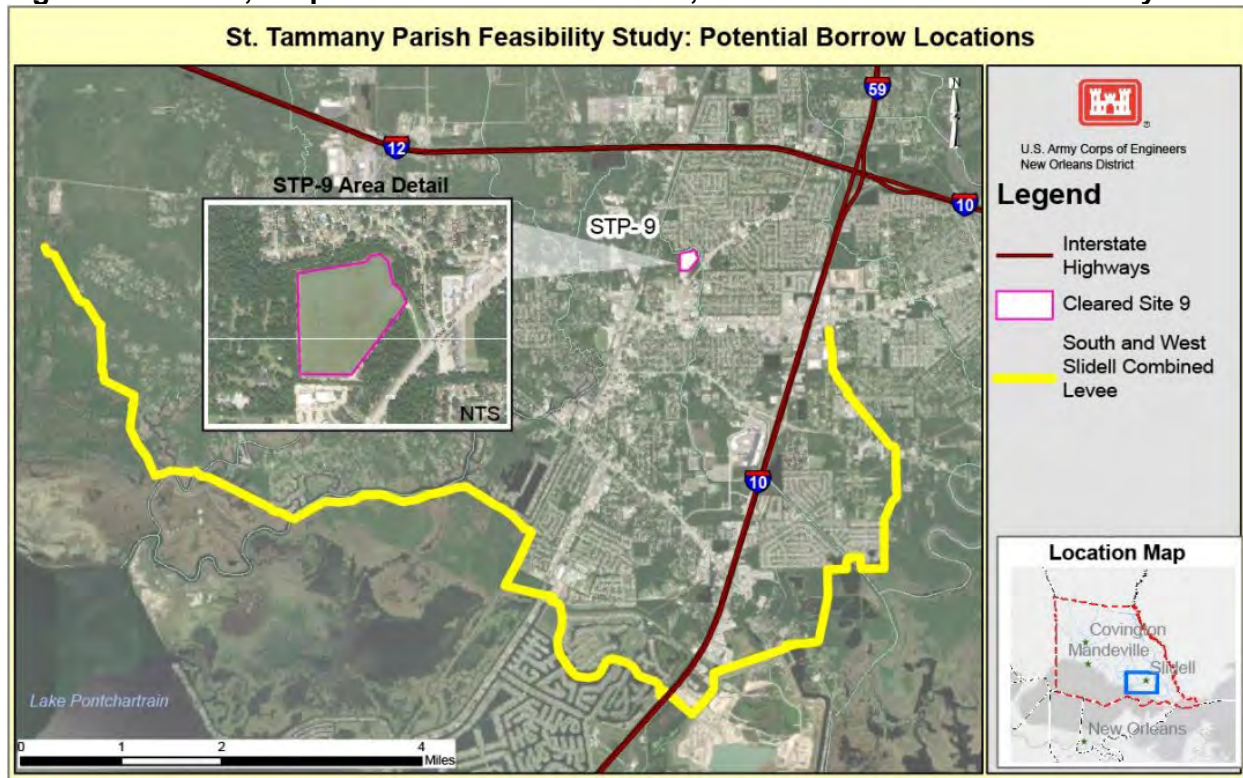 St. Tammany Parish Feasibility Study: Potential Borrow Locations
59
12
10
STP-9 Area Detail
STP- 9
NTS
10
Lake Pontchartrain
0 1 2 4
Miles
N
U.S. Army Corps of Engineers
New Orleans District
Legend
Interstate
Highways
Cleared Site 9
South and West
Slidell Combined
Levee
Location Map
Covington
Mandeville
Slidell
New Orleans